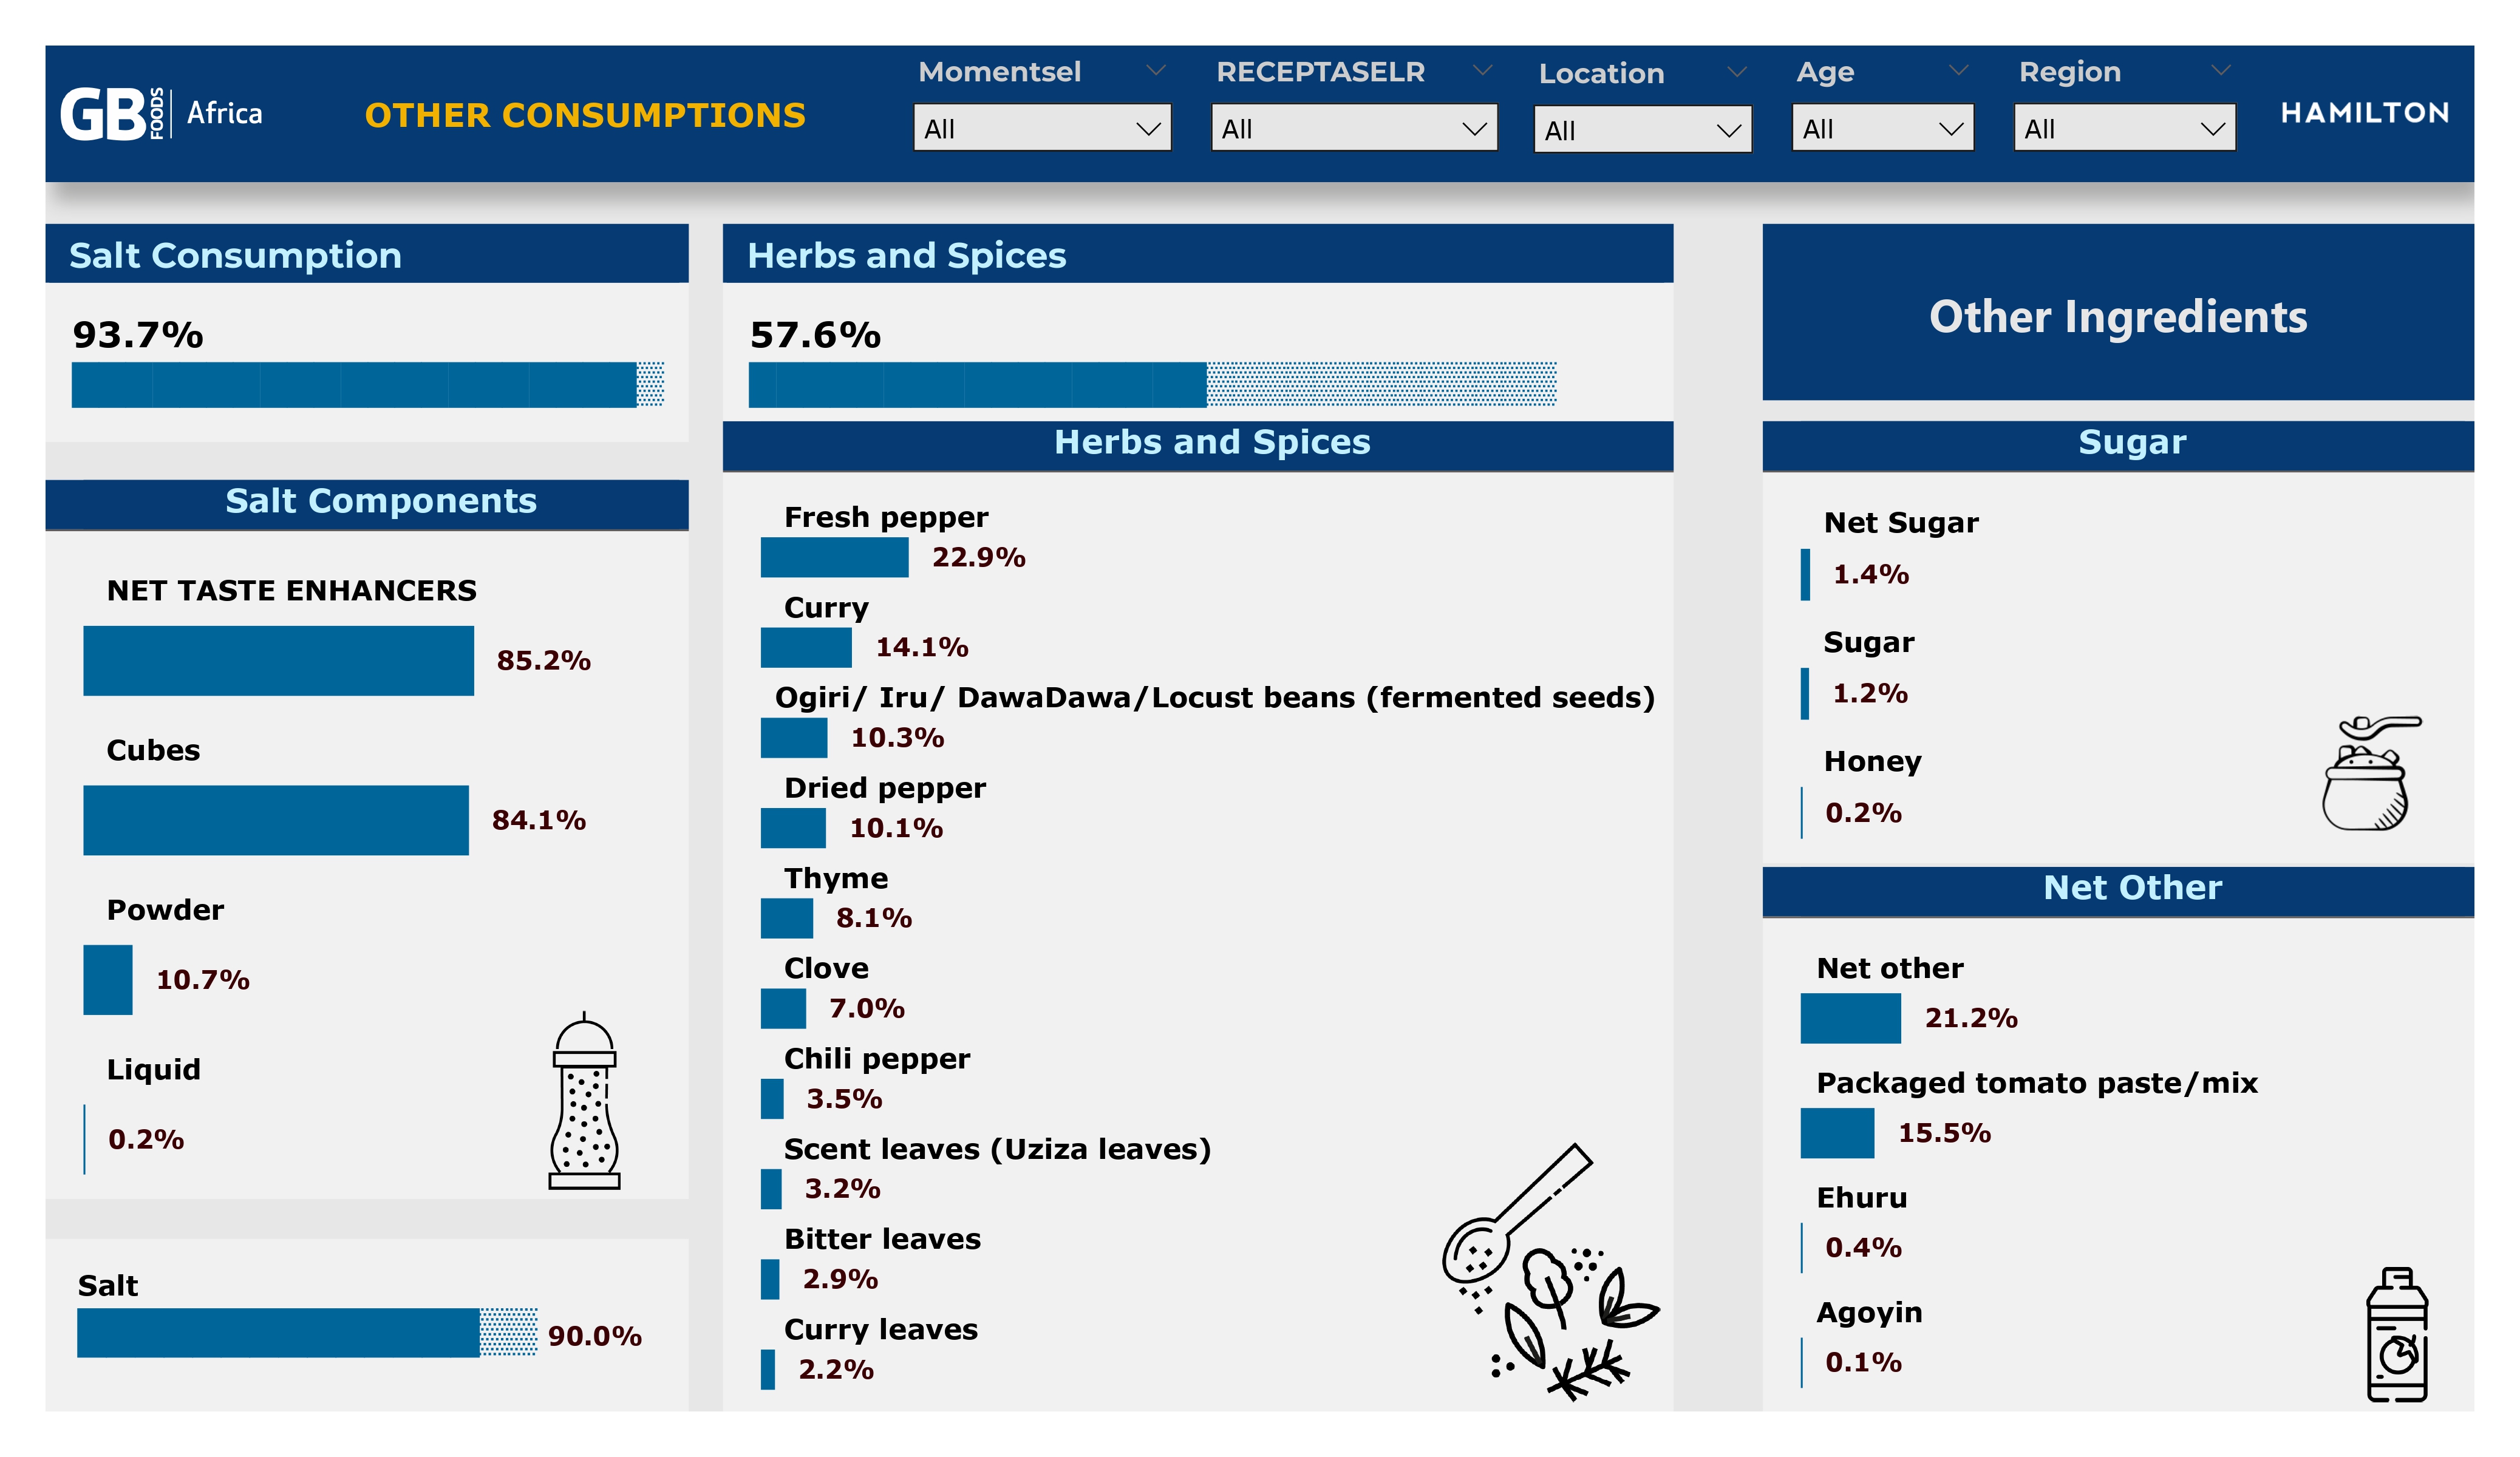 GB FOODS Africa
OTHER CONSUMPTIONS
Momentsel
All
RECEPTASELR
All
Location
All
Age
All
Region
All
HAMILTON
Salt Consumption
93.7%
Salt Components
NET TASTE ENHANCERS
85.2%
Cubes
84.1%
Powder
10.7%
Liquid
0.2%
Salt
90.0%
Herbs and Spices
57.6%
Herbs and Spices
Fresh pepper
22.9%
Curry
14.1%
Ogiri/ Iru/ DawaDawa/Locust beans (fermented seeds)
10.3%
Dried pepper
10.1%
Thyme
8.1%
Clove
7.0%
Chili pepper
3.5%
Scent leaves (Uziza leaves)
3.2%
Bitter leaves
2.9%
Curry leaves
2.2%
Other Ingredients
Sugar
Net Sugar
1.4%
Sugar
1.2%
Honey
0.2%
Net Other
Net other
21.2%
Packaged tomato paste/mix
15.5%
Ehuru
0.4%
Agoyin
0.1%